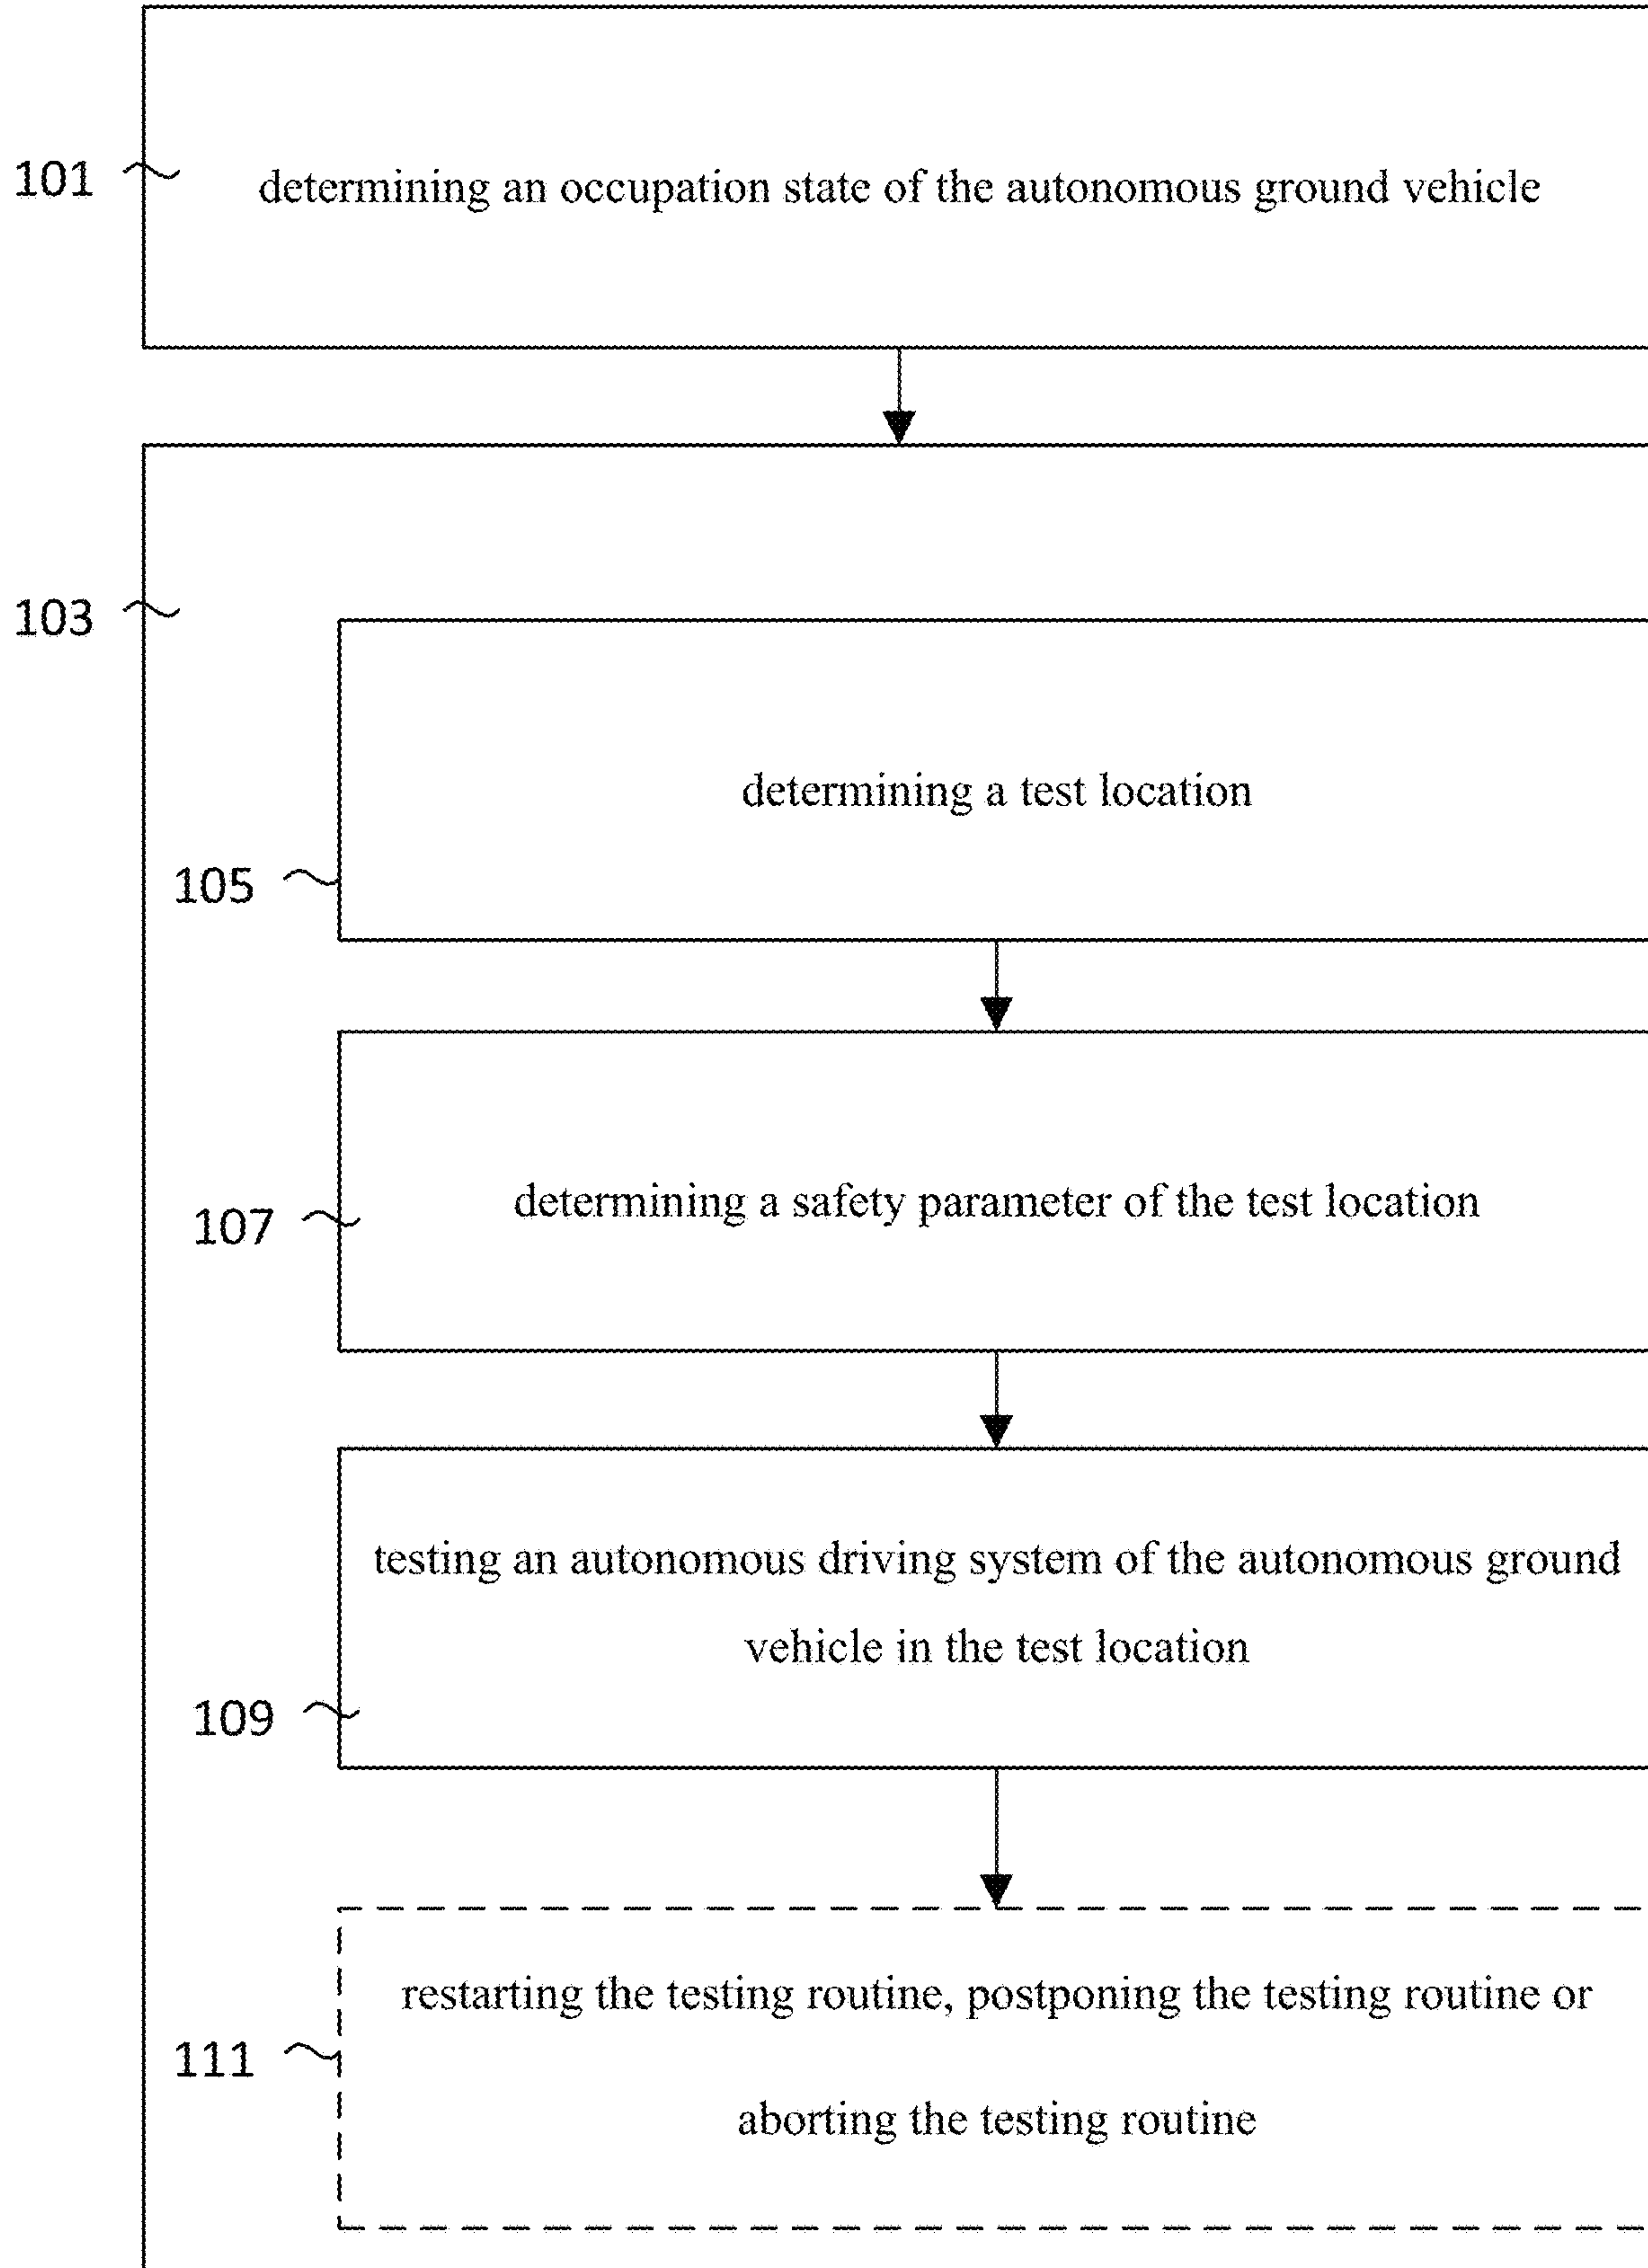 101
determining an occupation state of the autonomous ground vehicle
103
determining a test location
105
107
determining a safety parameter of the test location
testing an autonomous driving system of the autonomous ground
vehicle in the test location
109
restarting the testing routine, postponing the testing routine or
111
aborting the testing routine